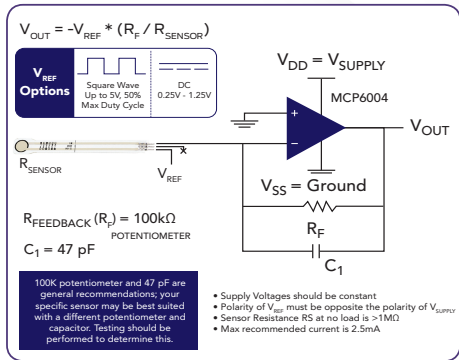 VOUT = -VREF * (RF / RSENSOR)
VREF
Options
Square Wave
Up to 5V, 50%
Max Duty Cycle
DC
0.25V - 1.25V
VDD = VSUPPLY
MCP6004
+
−
VOUT
RSENSOR
VREF
VSS = Ground
RF
C1
RFEEDBACK (RF) = 100kΩ
POTENTIOMETER
C1 = 47 pF
100K potentiometer and 47 pF are
general recommendations; your
specific sensor may be best suited
with a different potentiometer and
capacitor. Testing should be
performed to determine this.
• Supply Voltages should be constant
• Polarity of VREF must be opposite the polarity of VSUPPLY
• Sensor Resistance RS at no load is >1MΩ
• Max recommended current is 2.5mA